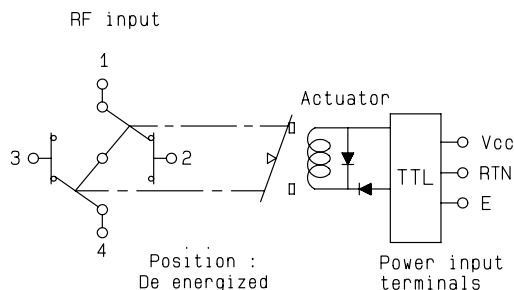 RF input
1
Actuator
3
2
TTL
Vcc
RTN
E
4
Position :
De energized
Power input
terminals